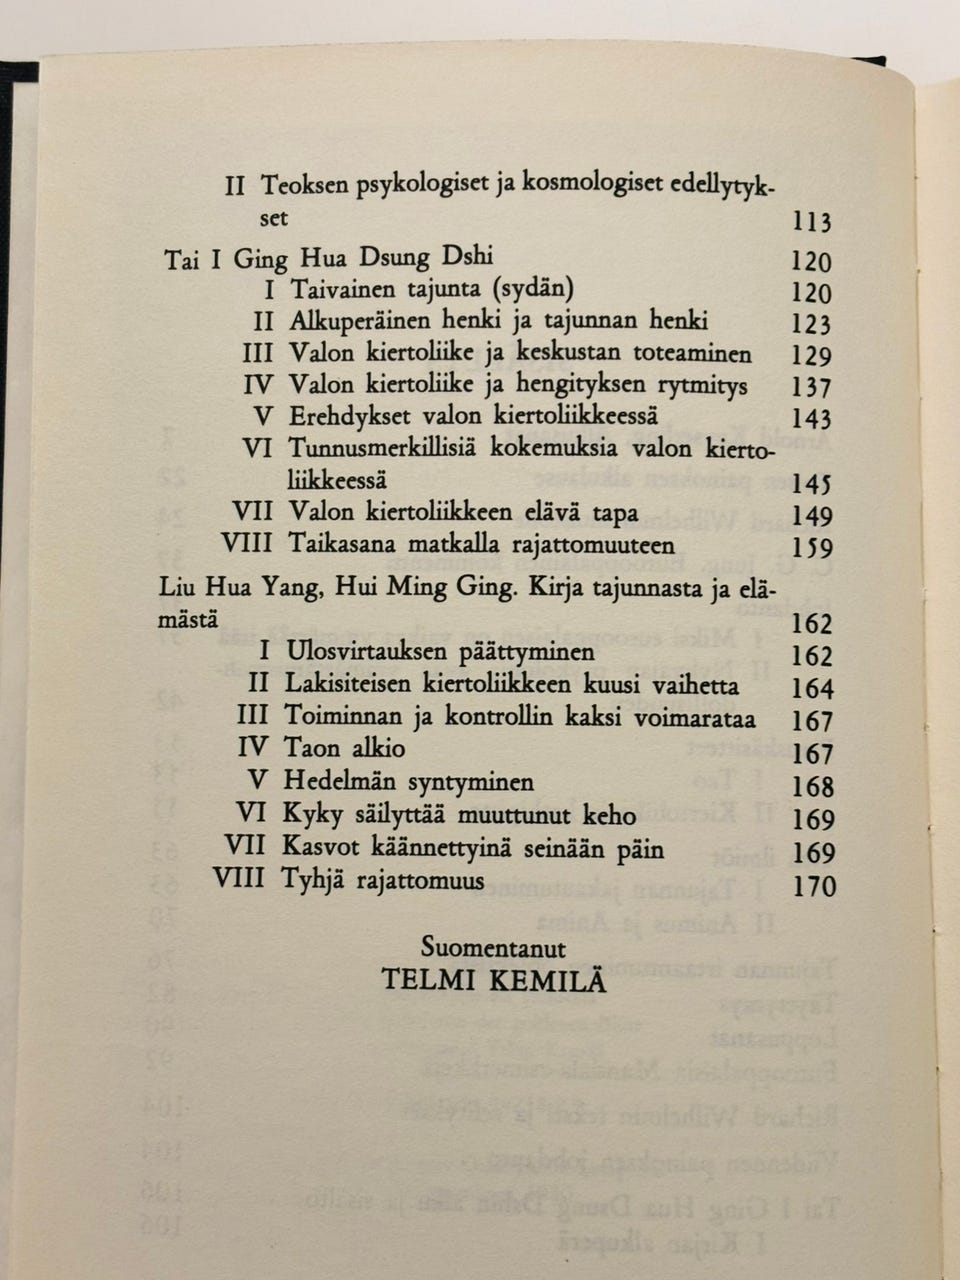 II Teoksen psykologiset ja kosmologiset edellytyk-
set 113
Tai I Ging Hua Dsung Dshi 120
I Taivainen tajunta (sydän) 120
II Alkuperäinen henki ja tajunnan henki 123
III Valon kiertoliike ja keskustan toteaminen 129
IV Valon kiertoliike ja hengityksen rytmitys 137
V Erehdykset valon kiertoliikkeessä 143
VI Tunnusmerkillisiä kokemuksia valon kierto-
liikkeessä 145
VII Valon kiertoliikkeen elävä tapa 149
VIII Taikasana matkalla rajattomuuteen 159
Liu Hua Yang, Hui Ming Ging. Kirja tajunnasta ja elä-
mästä 162
I Ulosvirtauksen päättyminen 162
II Lakisiteisen kiertoliikkeen kuusi vaihetta 164
III Toiminnan ja kontrollin kaksi voimarataa 167
IV Taon alkio 167
V Hedelmän syntyminen 168
VI Kyky säilyttää muuttunut keho 169
VII Kasvot käännettyinä seinään päin 169
VIII Tyhjä rajattomuus 170
Suomentanut
TELMI KEMILÄ